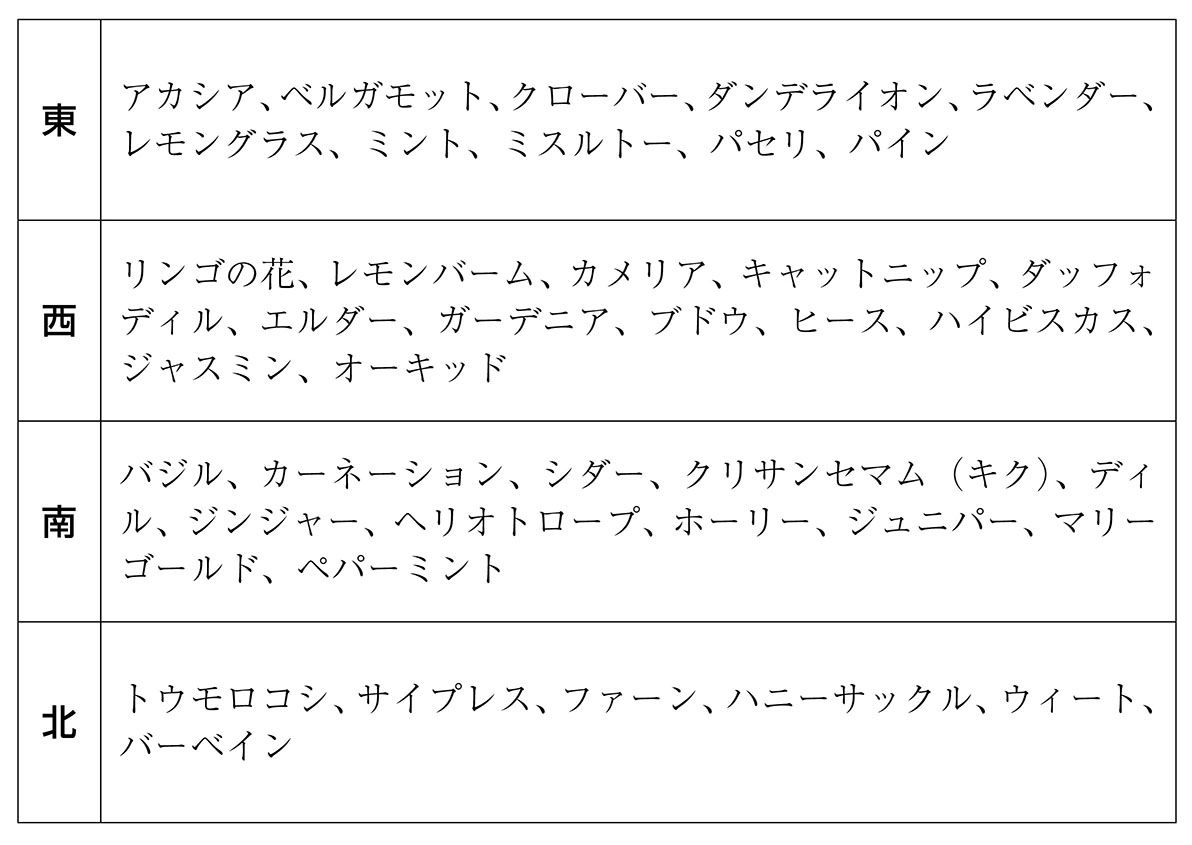 東
アカシア、ベルガモット、クローバー、ダンデライオン、ラベンダー、
レモングラス、ミント、ミスルトー、パセリ、パイン
西
リンゴの花、レモンバーム、カメリア、キャットニップ、ダッフォ
ディル、エルダー、ガーデニア、ブドウ、ヒース、ハイビスカス、
ジャスミン、オーキッド
南
バジル、カーネーション、シダー、クリサンセマム（キク）、ディ
ル、ジンジャー、ヘリオトロープ、ホーリー、ジュニパー、マリー
ゴールド、ペパーミント
北
トウモロコシ、サイプレス、ファーン、ハニーサックル、ウィート、
バーベイン